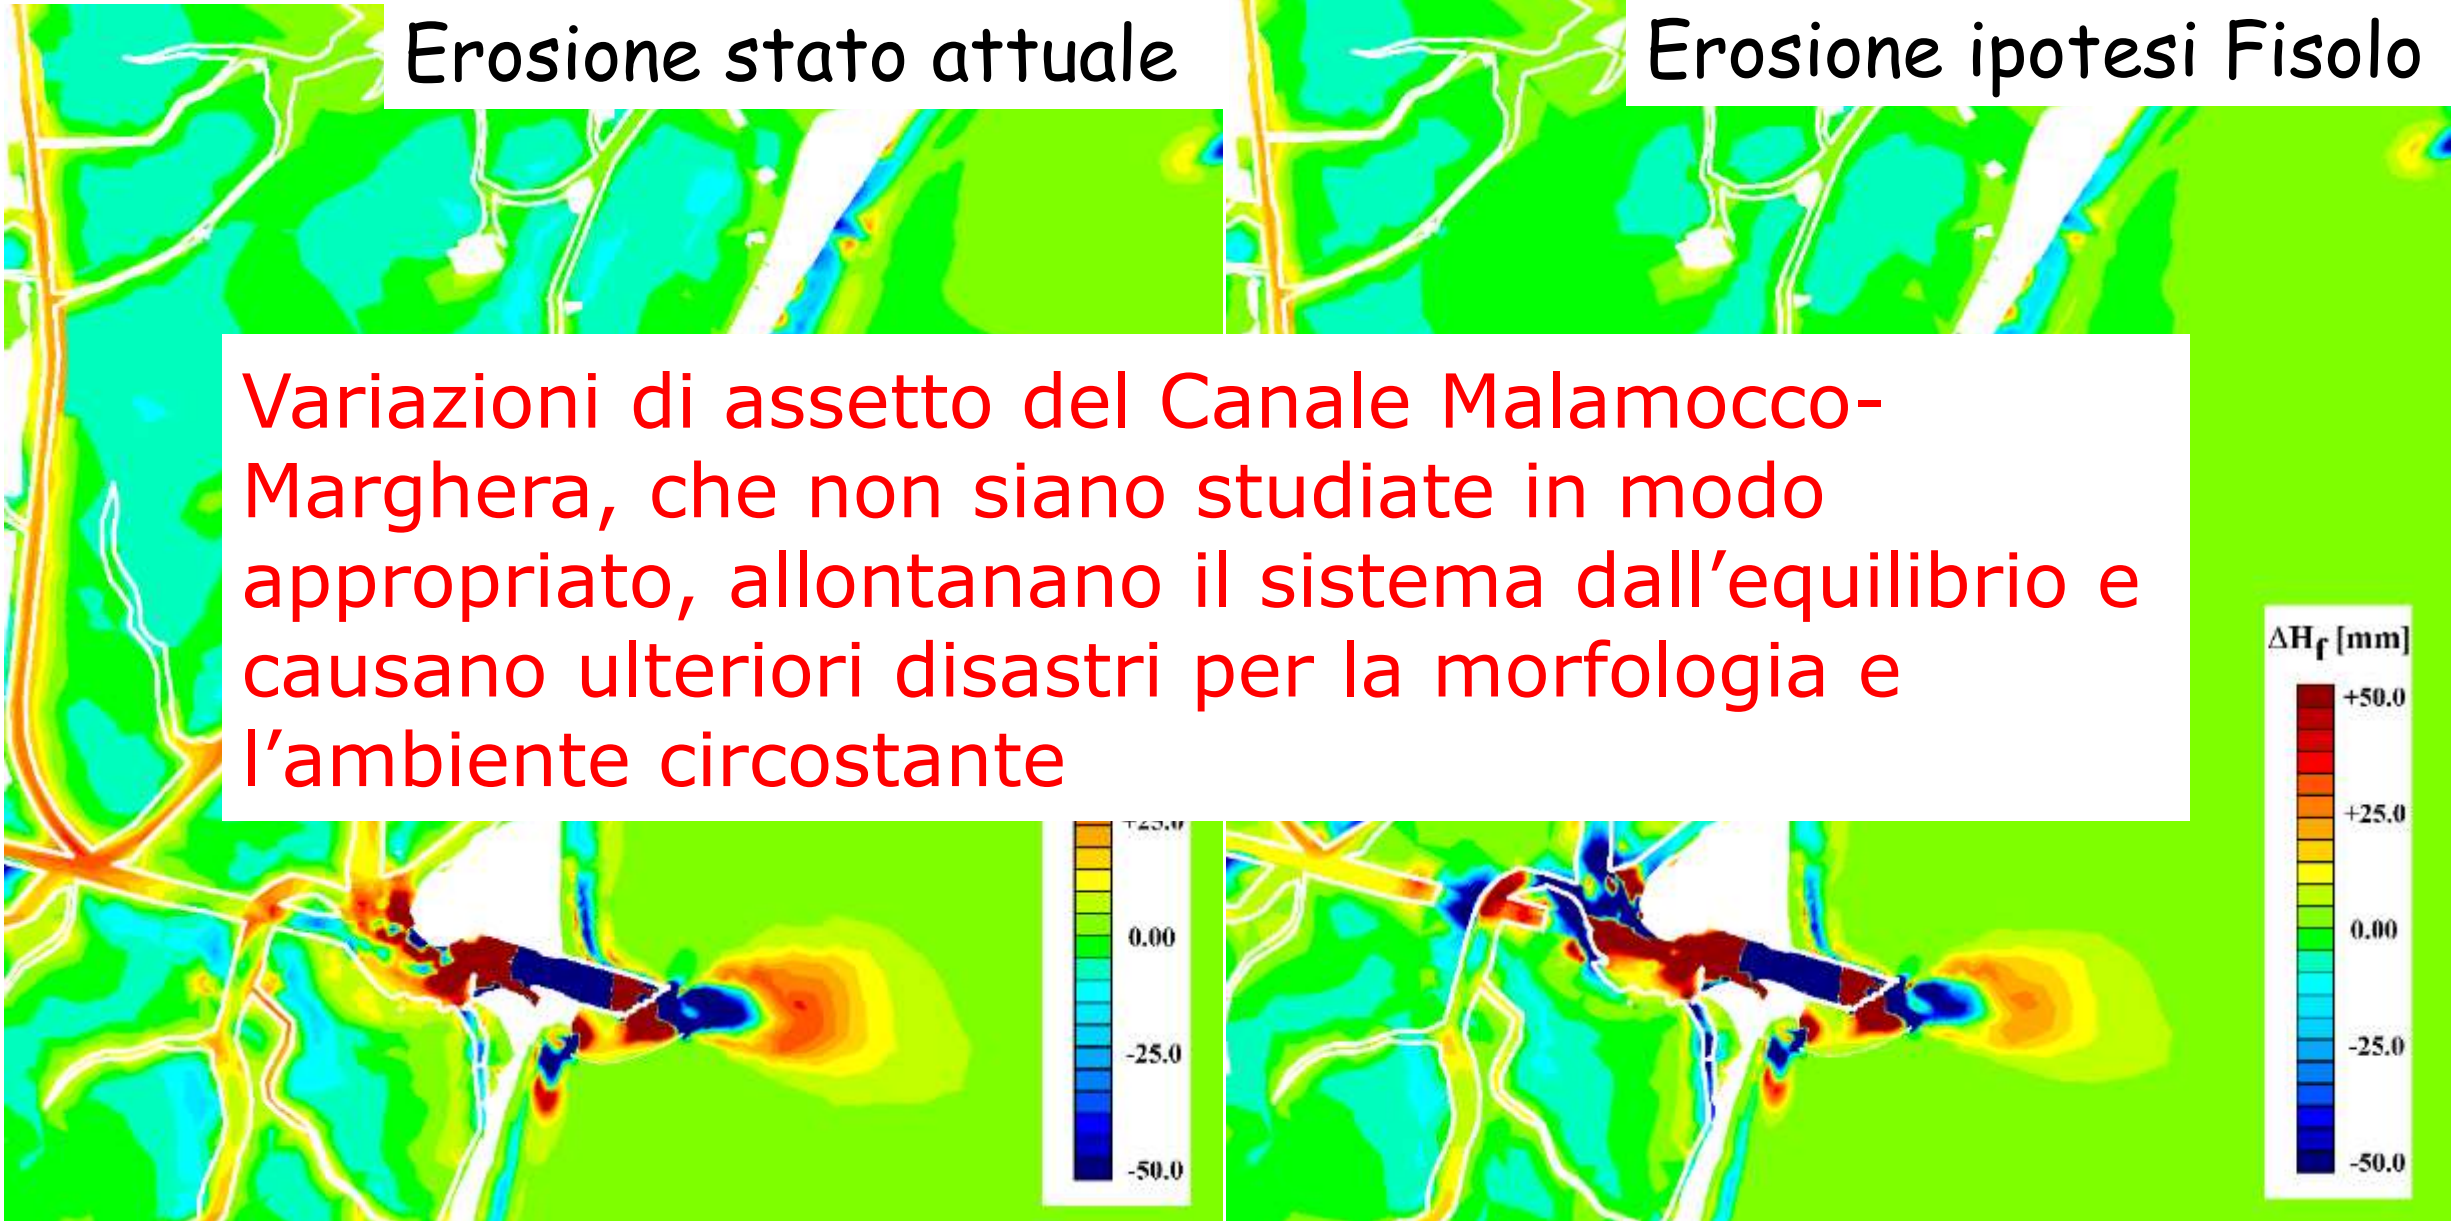 Erosione stato attuale
Erosione ipotesi Fisolo
Variazioni di assetto del Canale Malamocco-
Marghera, che non siano studiate in modo
appropriato, allontanano il sistema dall’equilibrio e
causano ulteriori disastri per la morfologia e
l’ambiente circostante
+25.0
0.00
-25.0
-50.0
ΔHf [mm]
+50.0
+25.0
0.00
-25.0
-50.0